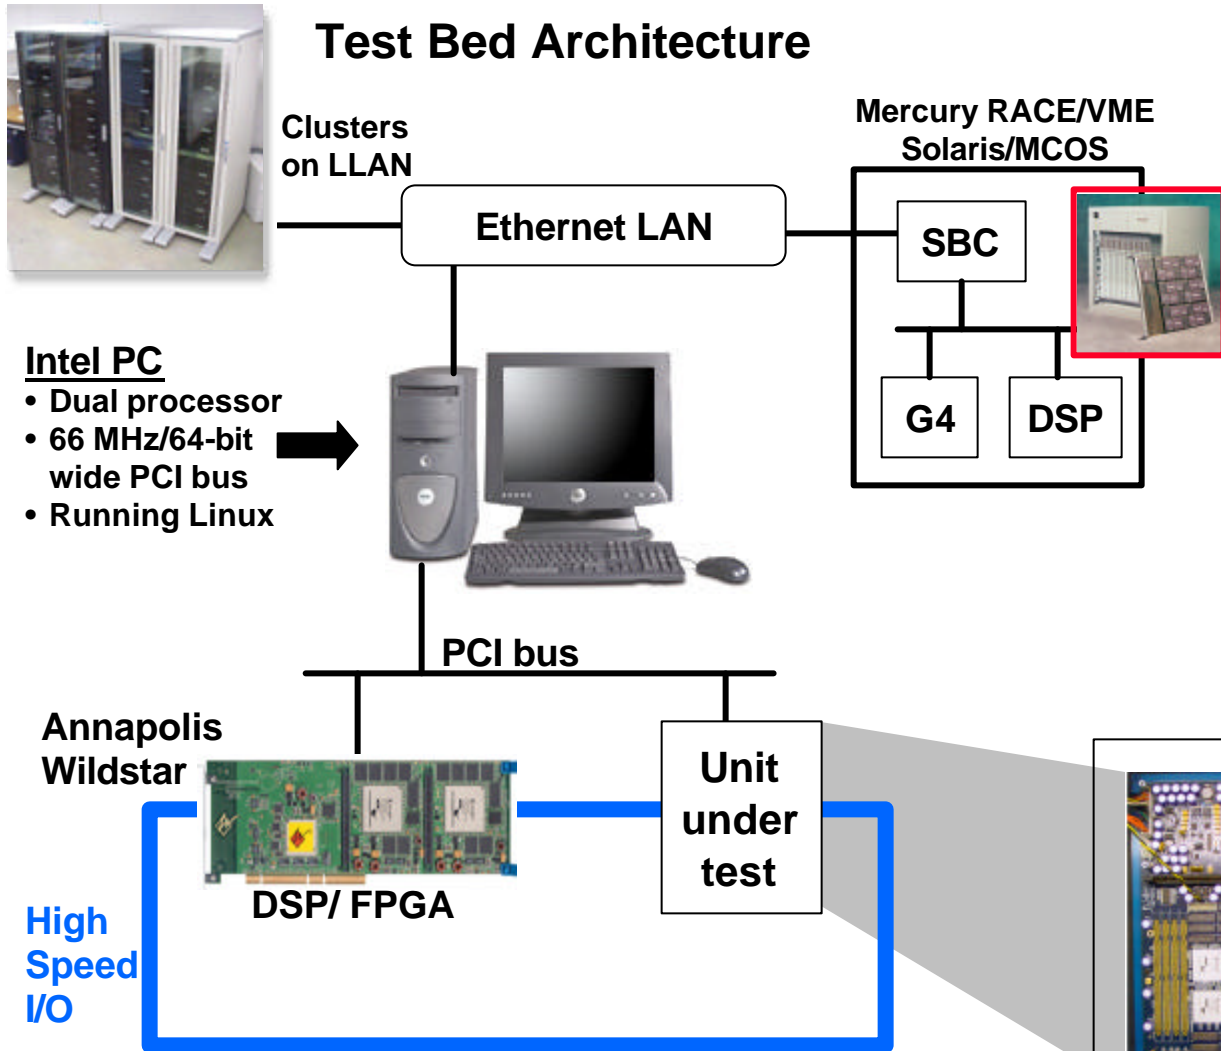 Test Bed Architecture
Clusters
on LLAN
Mercury RACE/VME
Solaris/MCOS
Ethernet LAN
SBC
G4
DSP
Intel PC
• Dual processor
• 66 MHz/64-bit
wide PCI bus
• Running Linux
PCI bus
Annapolis
Wildstar
DSP/ FPGA
Unit
under
test
High
Speed
I/O